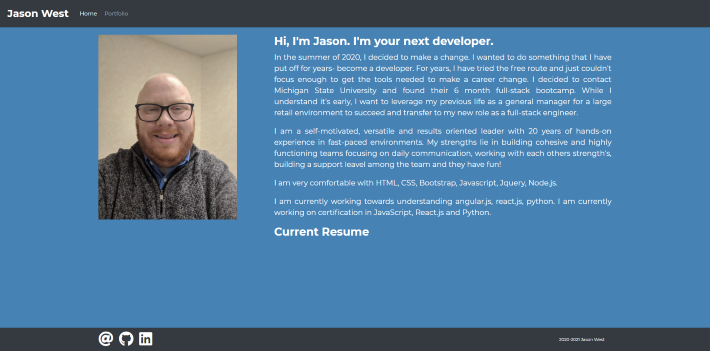 Jason West
Home Portfolio
Hi, I'm Jason. I'm your next developer.
In the summer of 2020, I decided to make a change. I wanted to do something that I have
put off for years- become a developer. For years, I have tried the free route and just couldn't
focus enough to get the tools needed to make a career change. I decided to contact
Michigan State University and found their 6 month full-stack bootcamp. While I
understand it's early, I want to leverage my previous life as a general manager for a large
retail environment to succeed and transfer to my new role as a full-stack engineer.
I am a self-motivated, versatile and results oriented leader with 20 years of hands-on
experience in fast-paced environments. My strengths lie in building cohesive and highly
functioning teams focusing on daily communication, working with each others strength's,
building a support leavel among the team and they have fun!
I am very comfortable with HTML, CSS, Bootstrap, Javascript, Jquery, Node.js.
I am currently working towards understanding angular.js, react.js, python. I am currently
working on certification in JavaScript, React.js and Python.
Current Resume
2020-2021 Jason West